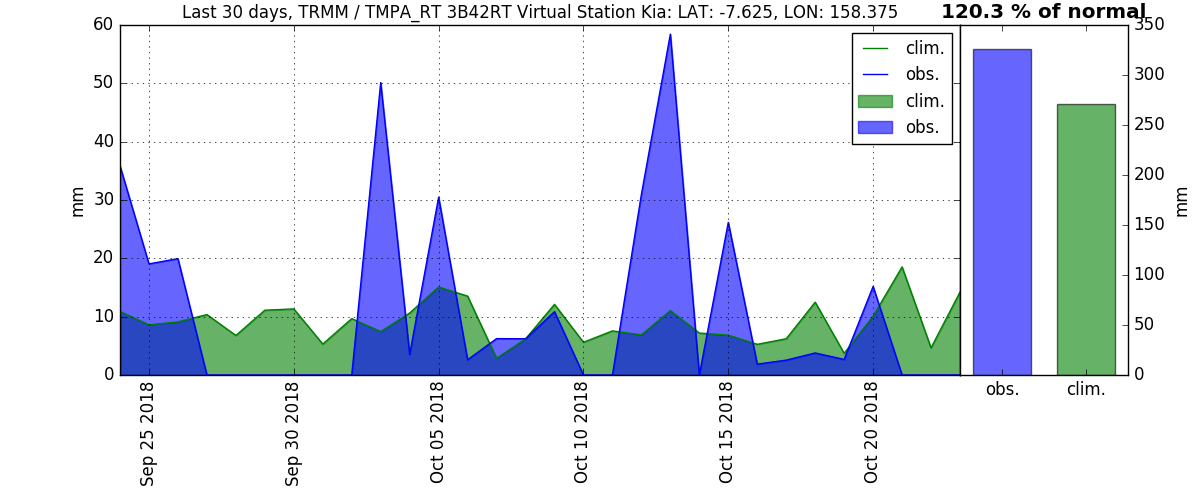 Last 30 days, TRMM / TMPA_RT 3B42RT Virtual Station Kia: LAT: -7.625, LON: 158.375
120.3 % of normal
mm
60
50
40
30
20
10
0
clim.
obs.
clim.
obs.
Sep 25 2018
Sep 30 2018
Oct 05 2018
Oct 10 2018
Oct 15 2018
Oct 20 2018
350
300
250
200
150
100
50
0
mm
obs.
clim.